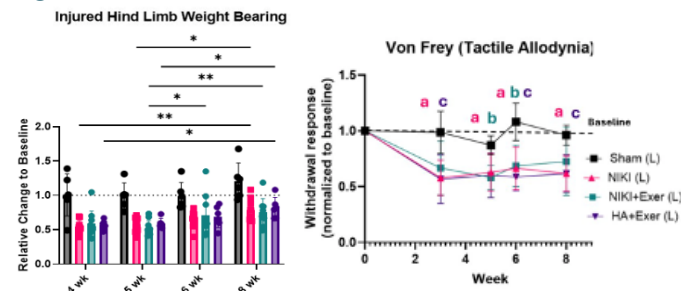 Injured Hind Limb Weight Bearing
*
*
**
*
**
*
Relative Change to Baseline
2.0
1.5
1.0
0.5
0.0
4 wk
5 wk
6 wk
8 wk
Von Frey (Tactile Allodynia)
Withdrawal response
(normalized to baseline)
1.5
1.0
0.5
0.0
a c
a b
a b c
a c
Baseline
Sham (L)
NIKI (L)
NIKI+Exer (L)
HA+Exer (L)
0 2 4 6 8
Week